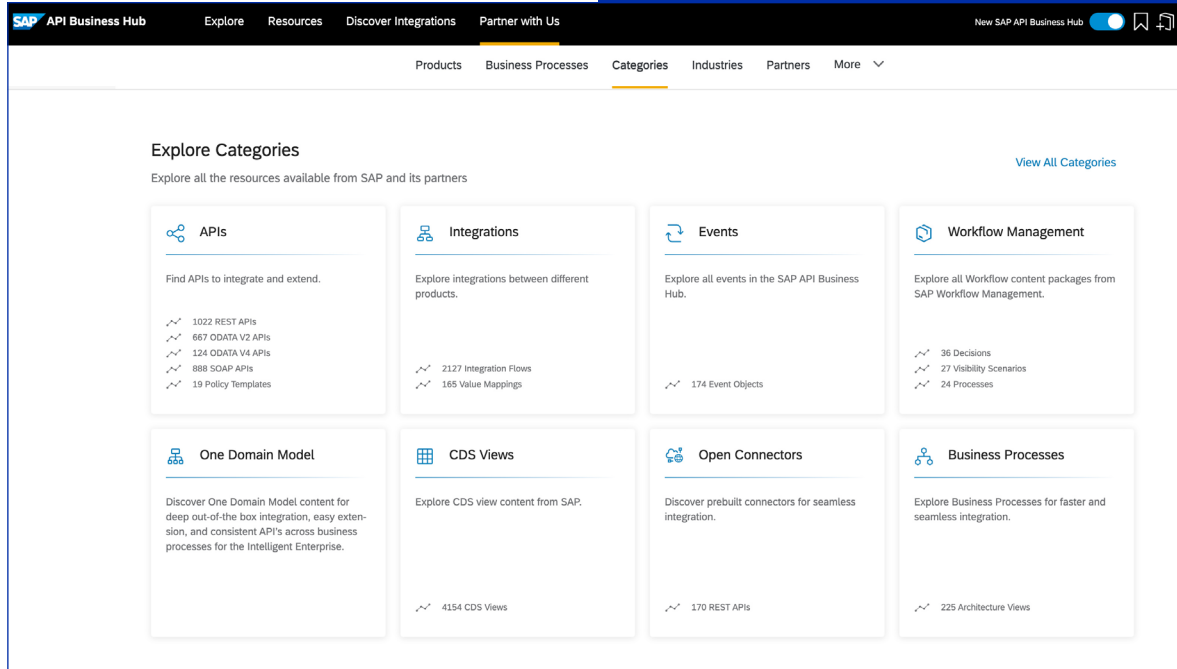 SAP API Business Hub
Explore
Resources
Discover Integrations
Partner with Us
New SAP API Business Hub
Products
Business Processes
Categories
Industries
Partners
More
Explore Categories
View All Categories
Explore all the resources available from SAP and its partners
APIs
Find APIs to integrate and extend.
1022 REST APIs
667 ODATA V2 APIs
124 ODATA V4 APIs
888 SOAP APIs
19 Policy Templates
Integrations
Explore integrations between different
products.
2127 Integration Flows
165 Value Mappings
Events
Explore all events in the SAP API Business
Hub.
174 Event Objects
Workflow Management
Explore all Workflow content packages from
SAP Workflow Management.
36 Decisions
27 Visibility Scenarios
24 Processes
One Domain Model
Discover One Domain Model content for
deep out-of-the box integration, easy exten-
sion, and consistent API's across business
processes for the Intelligent Enterprise.
CDS Views
Explore CDS view content from SAP.
4154 CDS Views
Open Connectors
Discover prebuilt connectors for seamless
integration.
170 REST APIs
Business Processes
Explore Business Processes for faster and
seamless integration.
225 Architecture Views